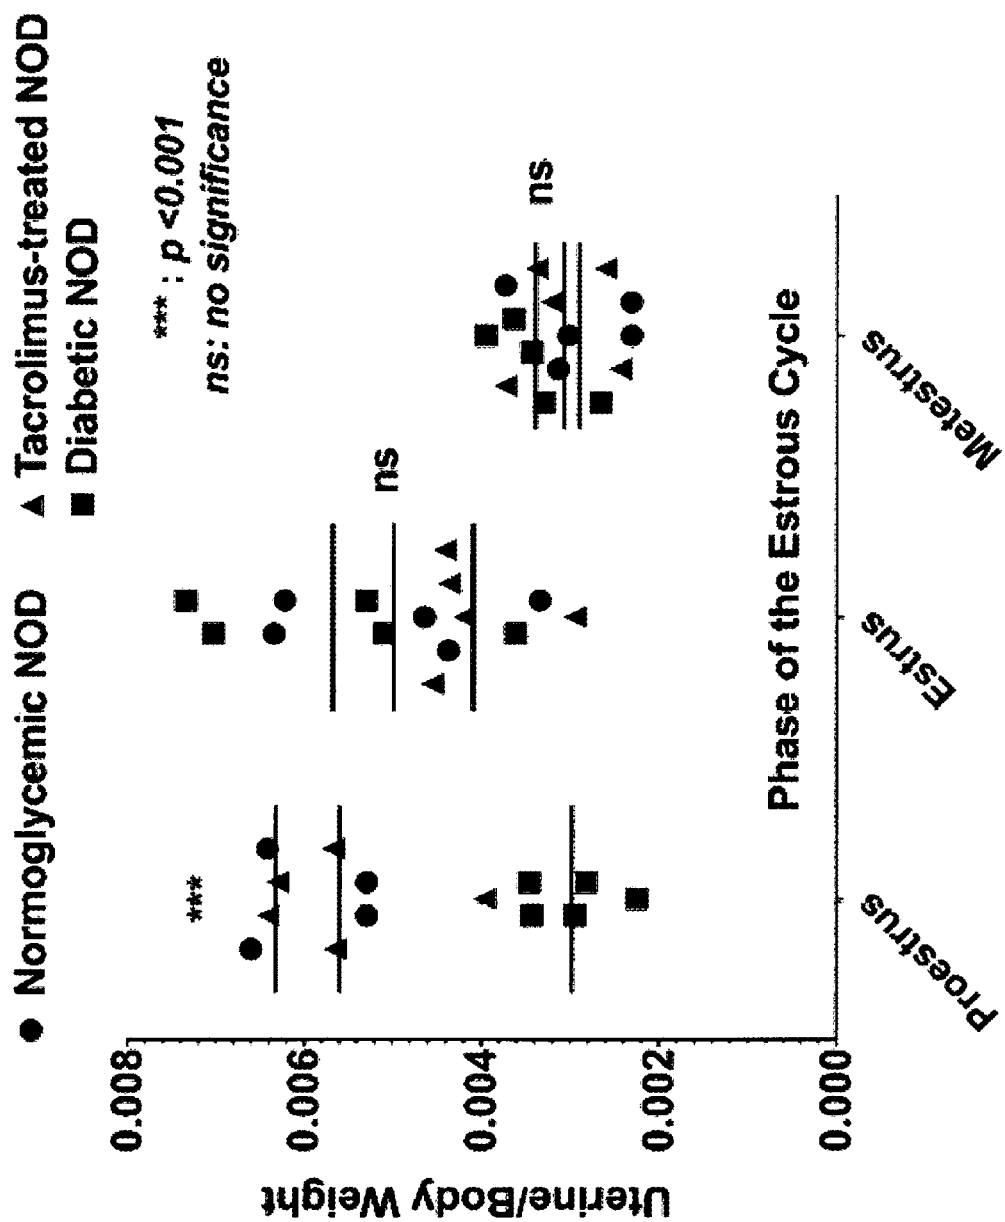 ● Normoglycemic NOD ▲ Tacrolimus-treated NOD
■ Diabetic NOD
*** : p <0.001
ns: no significance
***
ns
ns
Uterine/Body Weight
0.008
0.006
0.004
0.002
0.000
Phase of the Estrous Cycle
Proestrus
Estrus
Metestrus